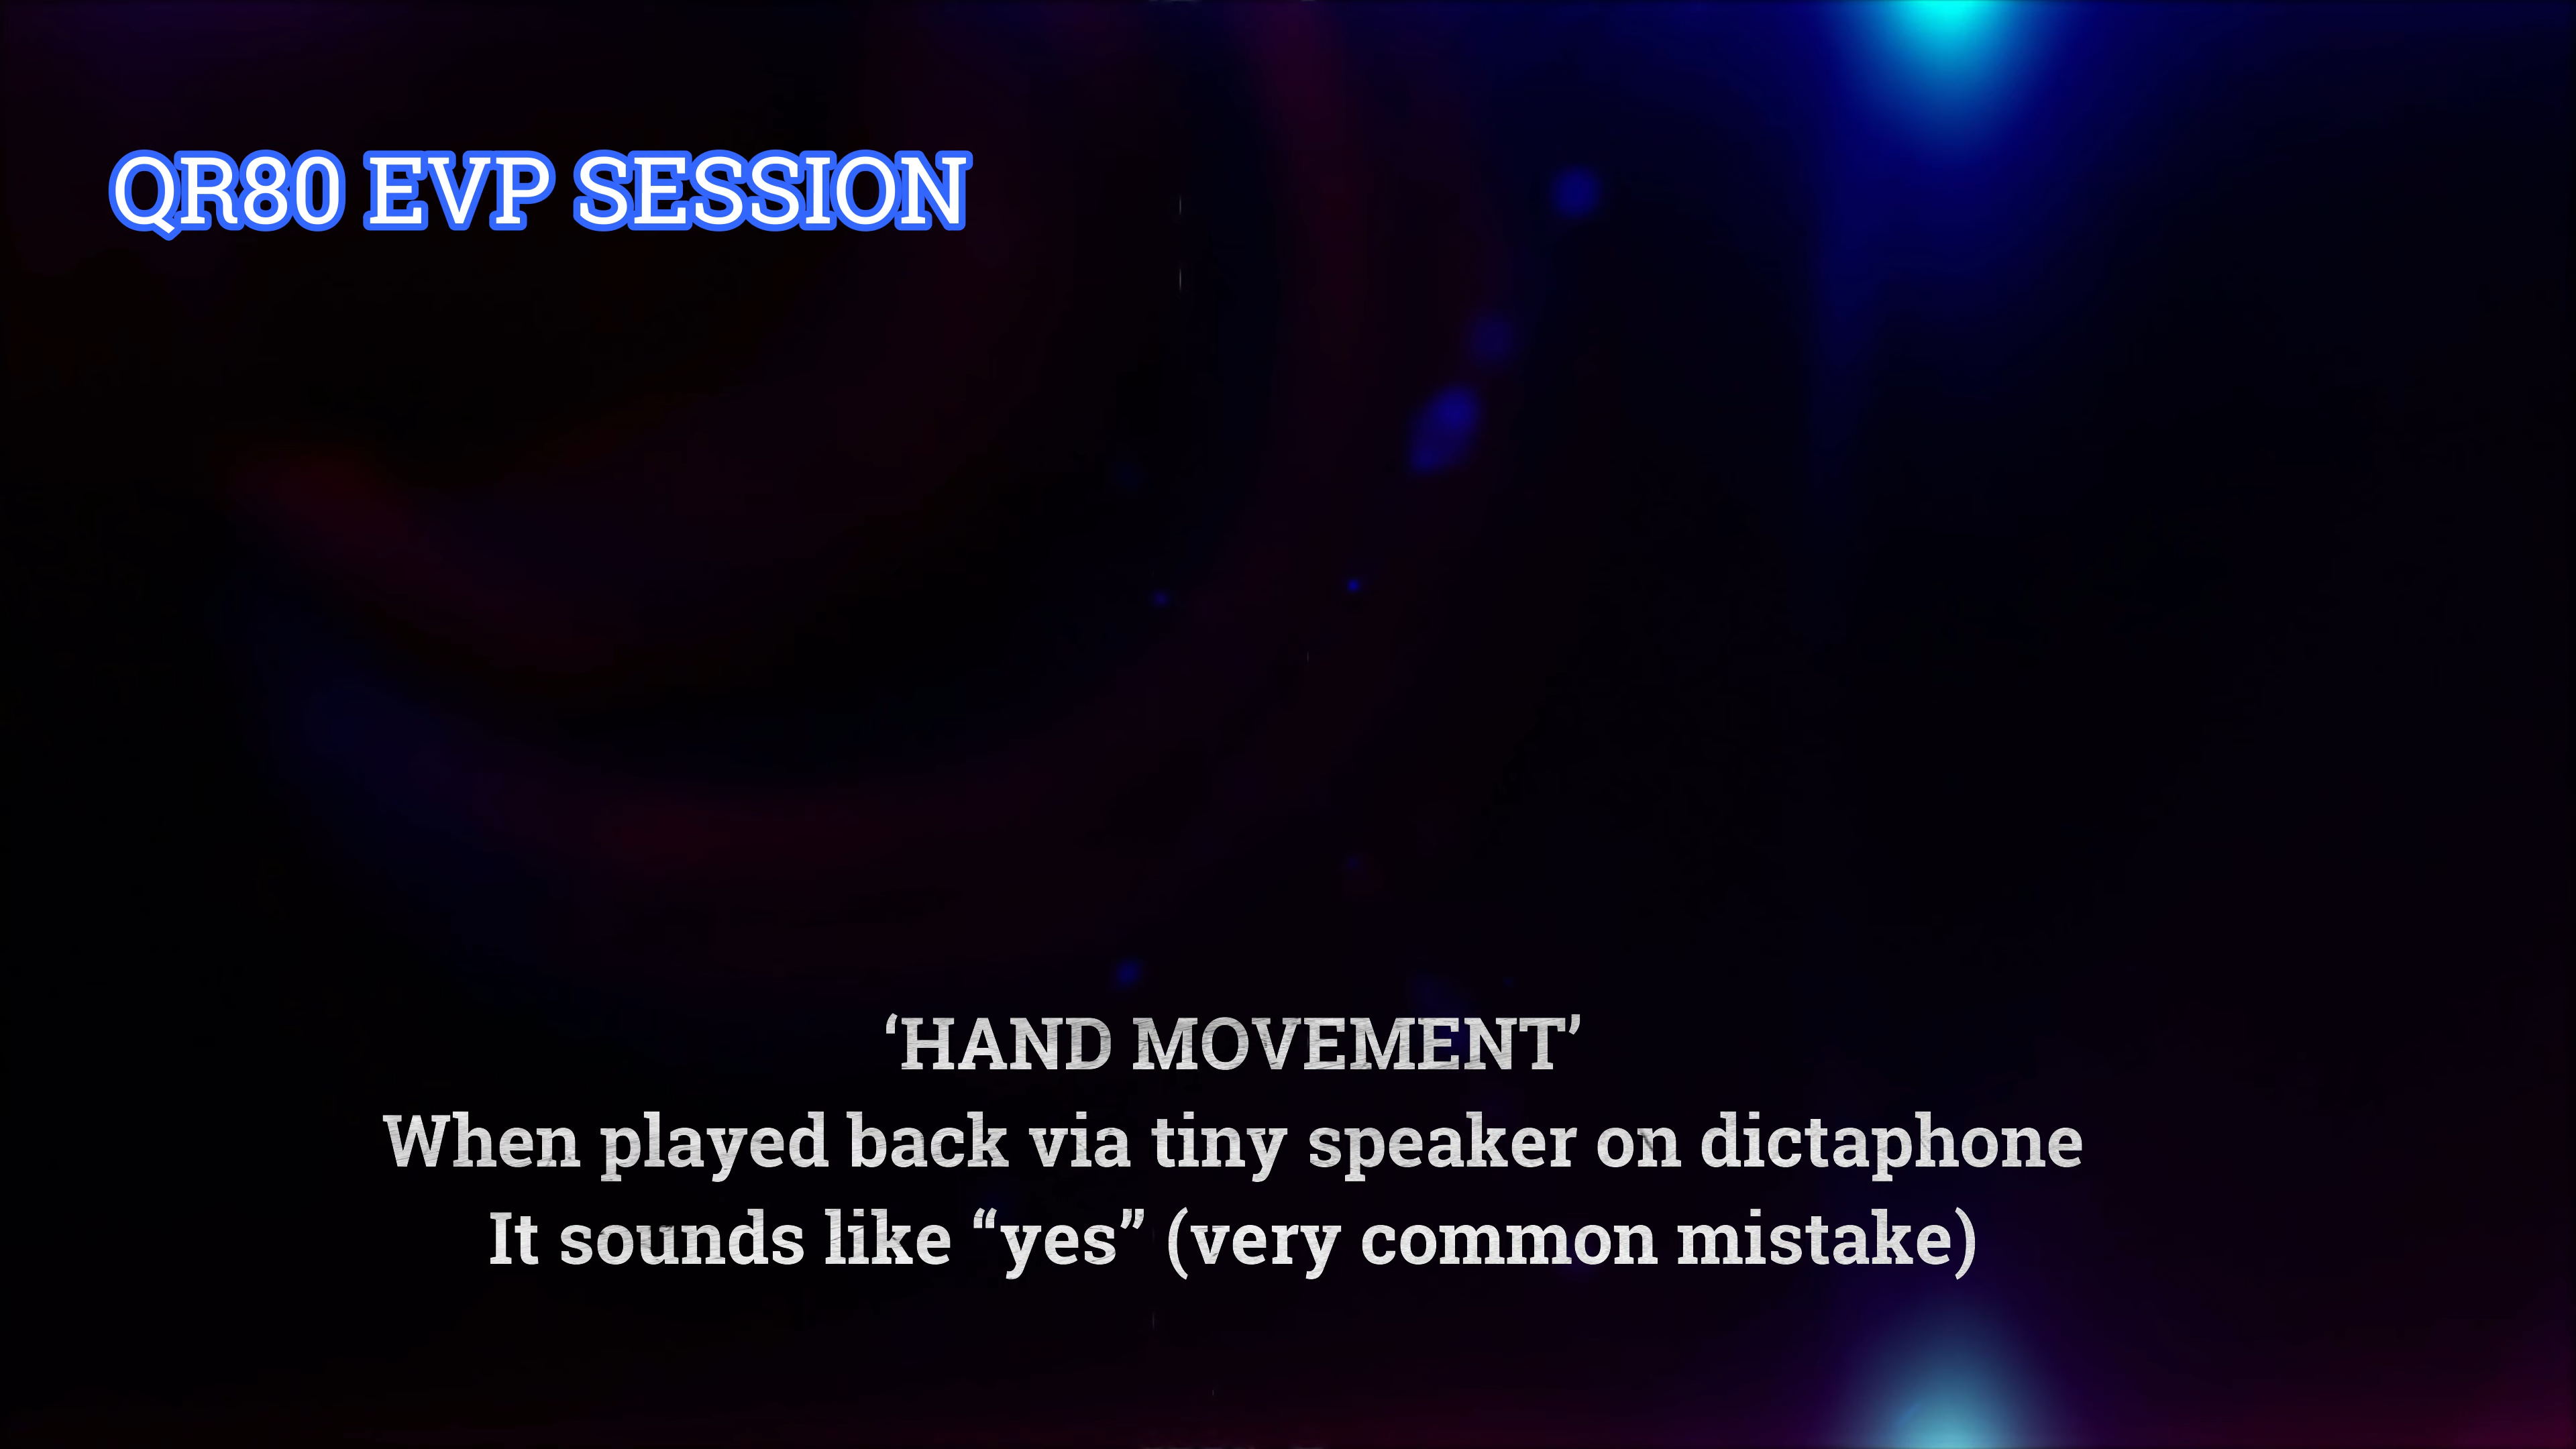 QR80 EVP SESSION
‘HAND MOVEMENT’
When played back via tiny speaker on dictaphone
It sounds like “yes” (very common mistake)